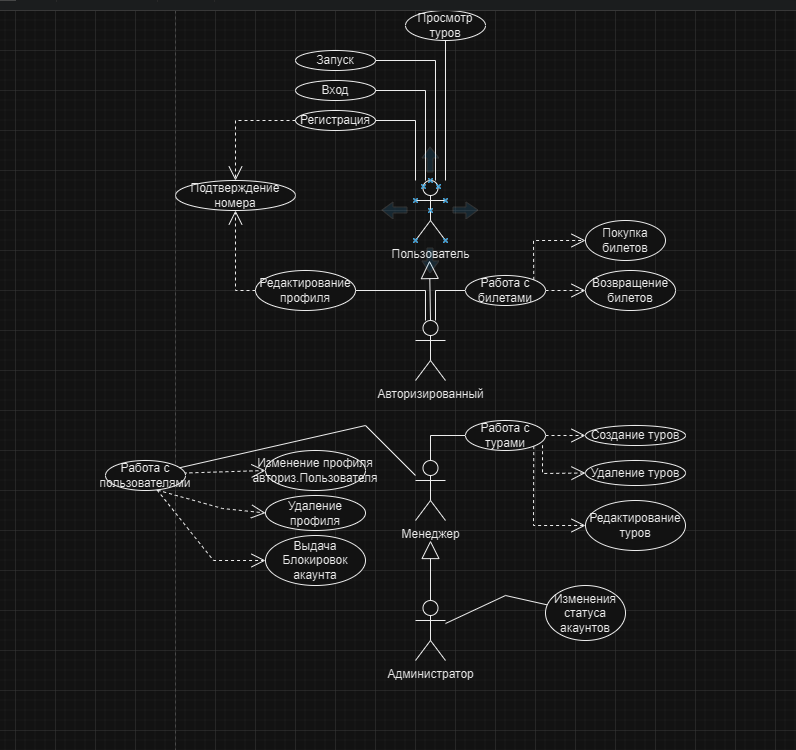 Просмотр
туров
Запуск
Вход
Регистрация
Подтверждение
номера
Пользователь
Покупка
билетов
Редактирование
профиля
Работа с
билетами
Возвращение
билетов
Авторизированный
Работа с
турами
Создание туров
Работа с
пользователями
Изменение профиля
авториз.Пользователя
Удаление туров
Удаление
профиля
Редактирование
туров
Менеджер
Выдача
Блокировок
акаунта
Изменения
статуса
акаунтов
Администратор